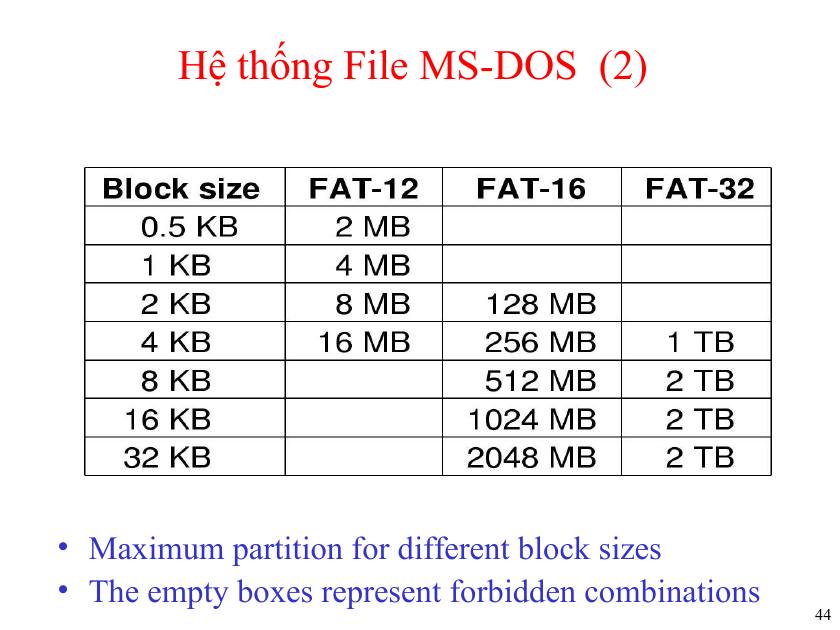 Hệ thống File MS-DOS (2)
Block size FAT-12 FAT-16 FAT-32
0.5 KB 2 MB
1 KB 4 MB
2 KB 8 MB 128 MB
4 KB 16 MB 256 MB 1 TB
8 KB 512 MB 2 TB
16 KB 1024 MB 2 TB
32 KB 2048 MB 2 TB
• Maximum partition for different block sizes
• The empty boxes represent forbidden combinations
44